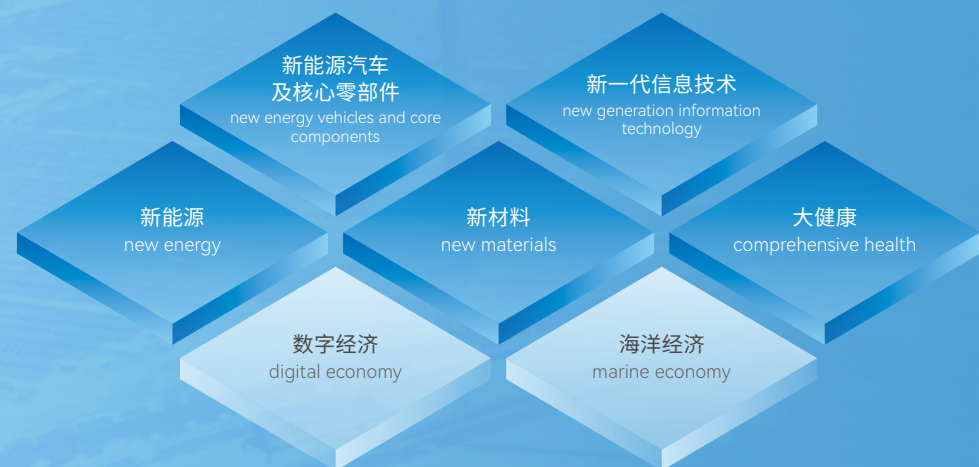 新能源汽车
及核心零部件
new energy vehicles and core
components
新一代信息技术
new generation information
technology
新能源
new energy
新材料
new materials
大健康
comprehensive health
数字经济
digital economy
海洋经济
marine economy